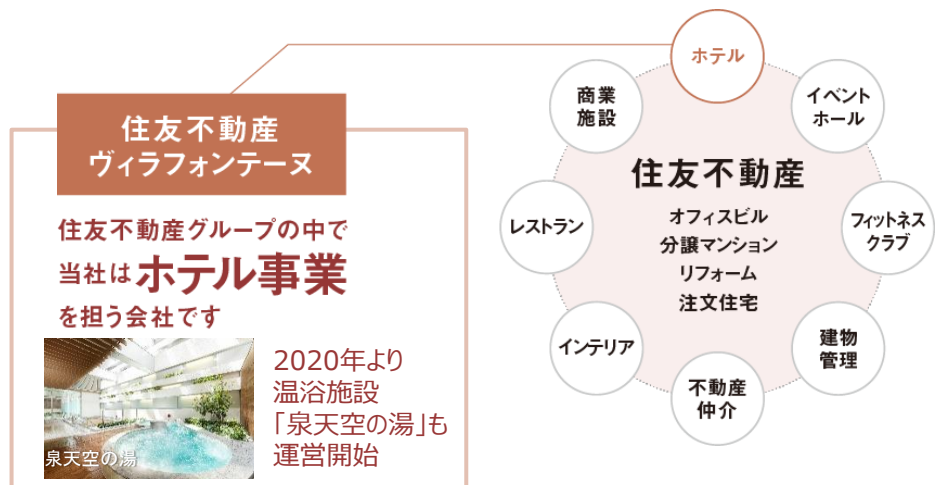 住友不動産
ヴィラフォンテーヌ
住友不動産グループの中で
当社はホテル事業
を担う会社です
泉天空の湯
2020年より
温浴施設
「泉天空の湯」も
運営開始
ホテル
商業
施設
イベント
ホール
住友不動産
オフィスビル
分譲マンション
リフォーム
注文住宅
レストラン
フィットネス
クラブ
インテリア
建物
管理
不動産
仲介